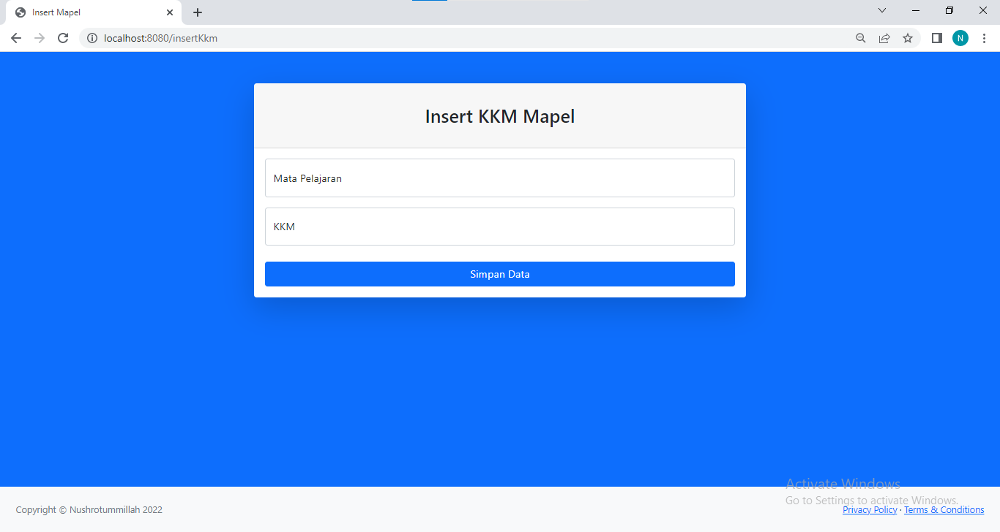 Insert Mapel
localhost:8080/insertKkm
N
Insert KKM Mapel
Mata Pelajaran
KKM
Simpan Data
Activate Windows
Go to Settings to activate Windows.
Copyright © Nushrotummillah 2022
Privacy Policy · Terms & Conditions